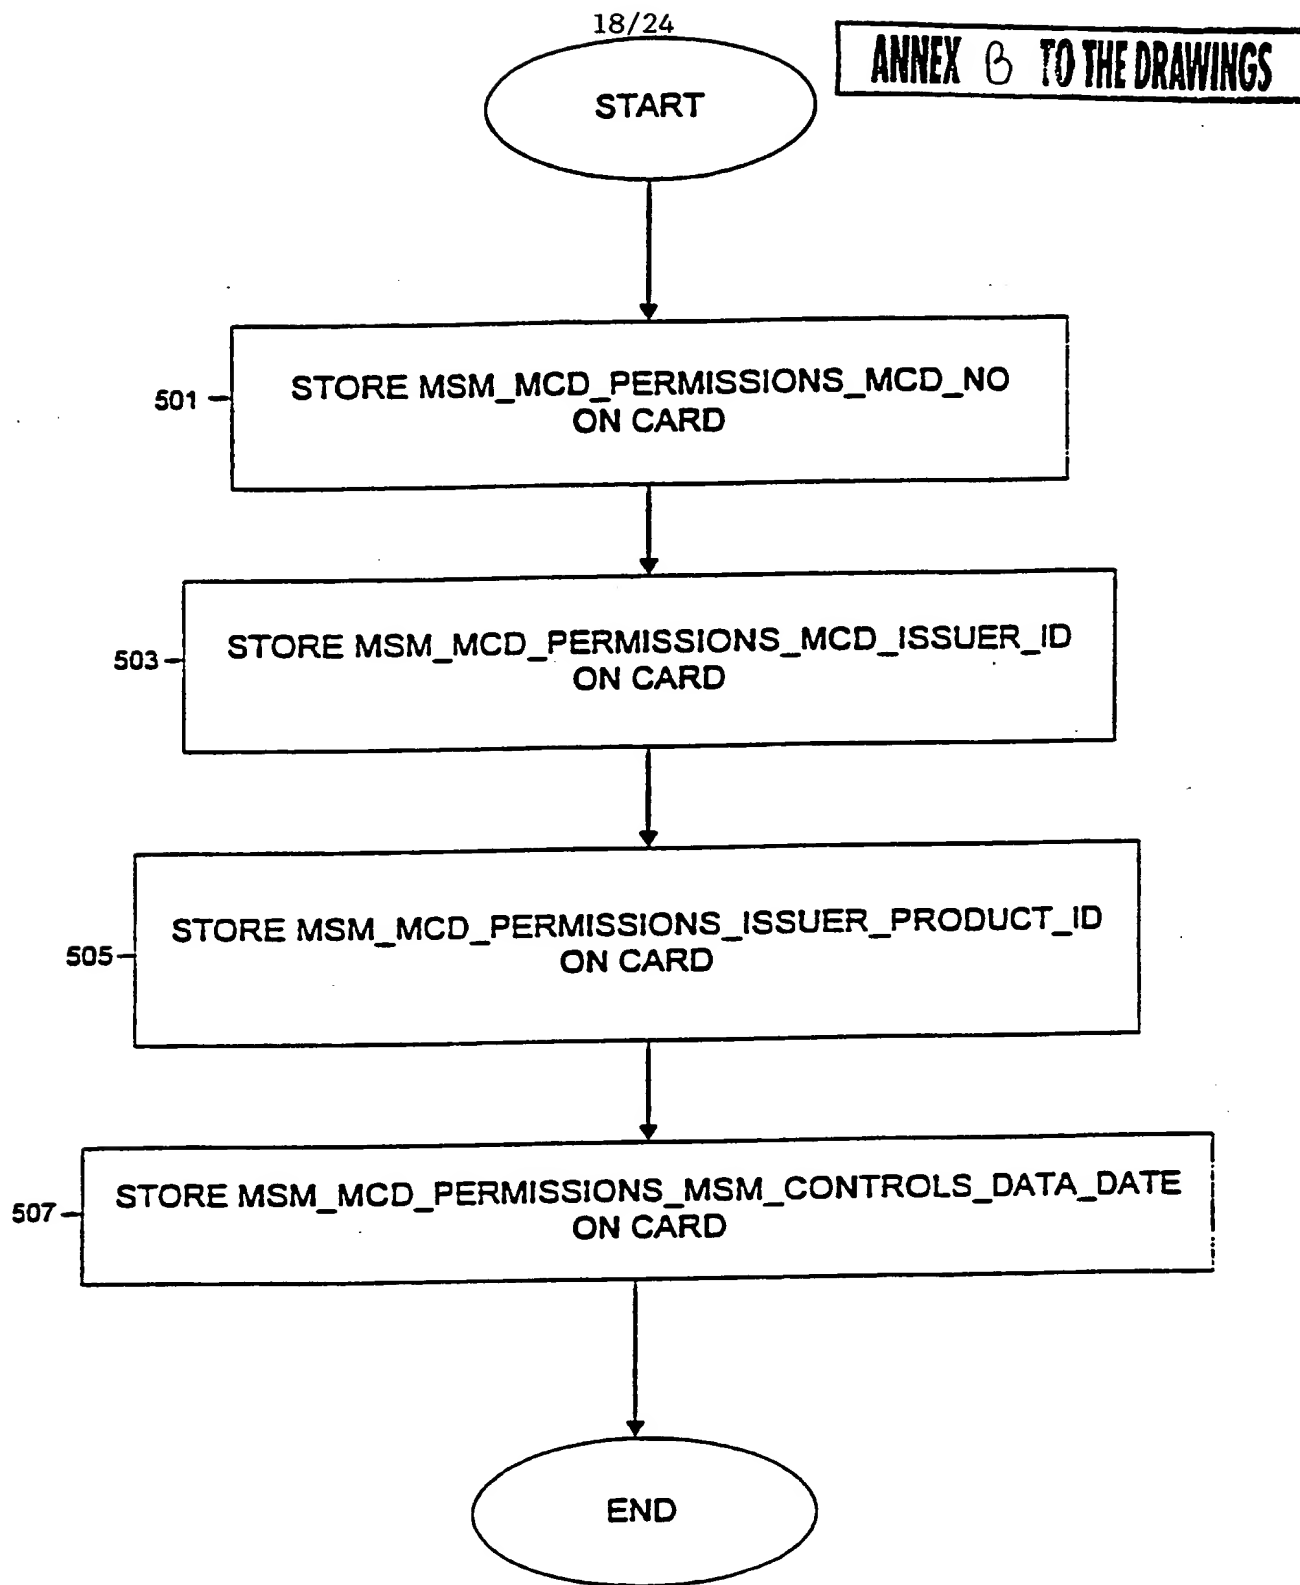 18/24
ANNEX B TO THE DRAWINGS
START
501
STORE MSM_MCD_PERMISSIONS_MCD_NO
ON CARD
503
STORE MSM_MCD_PERMISSIONS_MCD_ISSUER_ID
ON CARD
505
STORE MSM_MCD_PERMISSIONS_ISSUER_PRODUCT_ID
ON CARD
507
STORE MSM_MCD_PERMISSIONS_MSM_CONTROLS_DATA_DATE
ON CARD
END